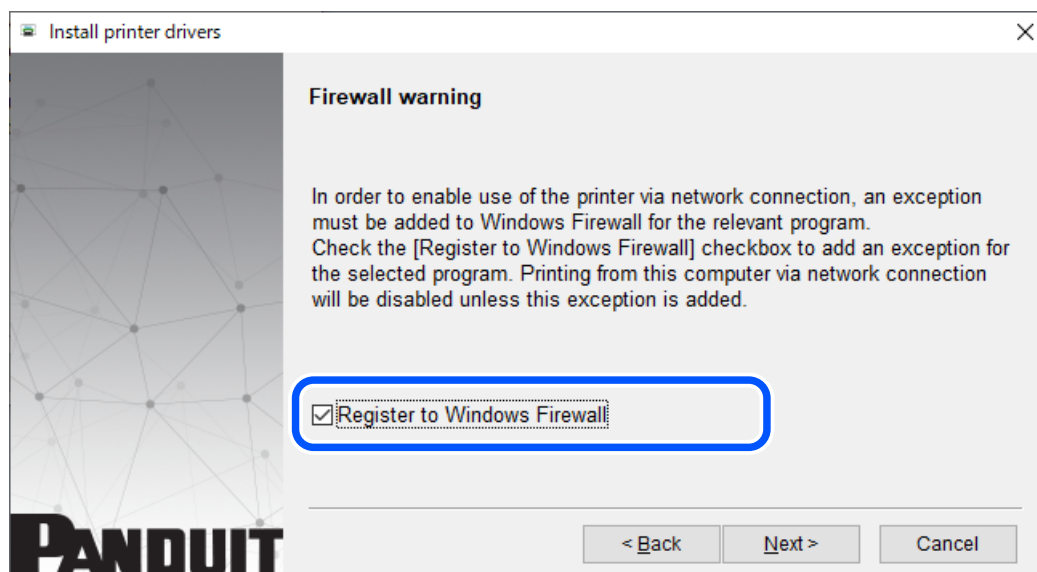 Install printer drivers
Firewall warning
In order to enable use of the printer via network connection, an exception
must be added to Windows Firewall for the relevant program.
Check the [Register to Windows Firewall] checkbox to add an exception for
the selected program. Printing from this computer via network connection
will be disabled unless this exception is added.
Register to Windows Firewall
PANDUIT
< Back
Next >
Cancel